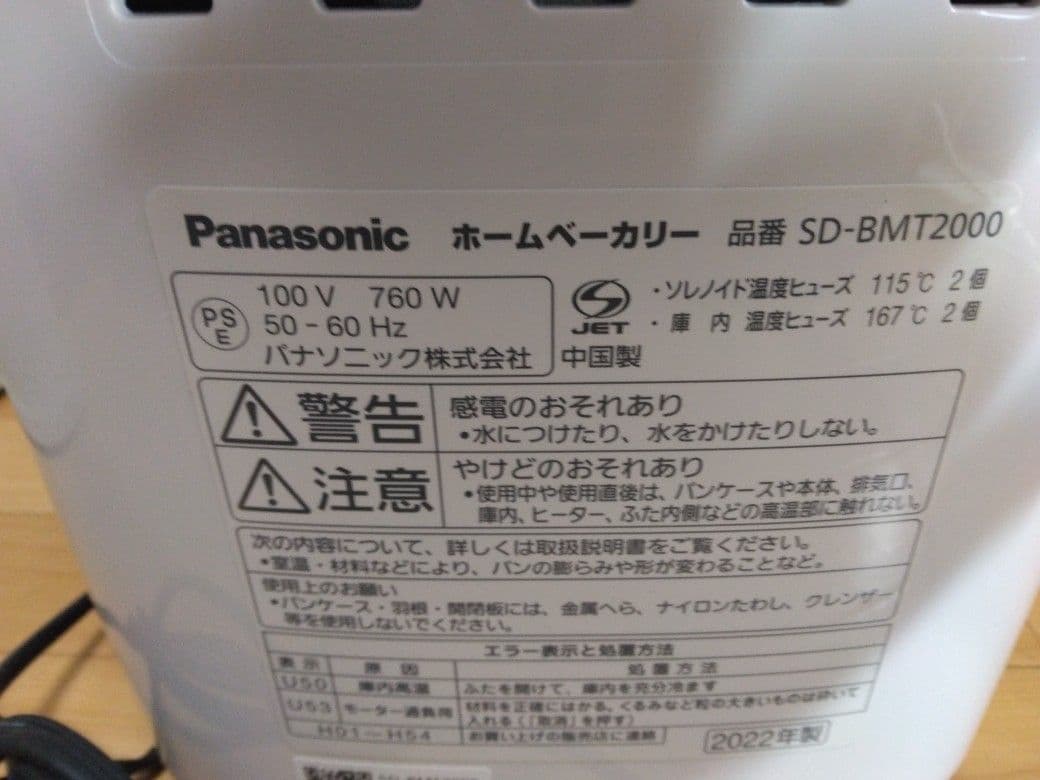 Panasonic ホームベーカリー 品番 SD-BMT2000
PSE
100 V 760 W
50 - 60 Hz
パナソニック株式会社
JET
・ソレノイド温度ヒューズ 115℃ 2個
・庫 内 温度ヒューズ 167℃ 2個
中国製
警告
感電のおそれあり
・水につけたり、水をかけたりしない。
注意
やけどのおそれあり
・使用中や使用直後は、パンケースや本体、排気口、
庫内、ヒーター、ふた内側などの高温部に触れない。
次の内容について、詳しくは取扱説明書をご覧ください。
・室温・材料などにより、パンの膨らみや形が変わることなど。
使用上のお願い
・パンケース・羽根・開閉板には、金属へら、ナイロンたわし、クレンザー
等を使用しないでください。
エラー表示と処置方法
表示 原因 処置方法
U50 庫内高温 ふたを開けて、庫内を充分冷ます
U53 モーター過負荷 材料を正確にはかる。くるみなど粒の大きいものは砕いて
入れる(「取消」を押す)
H01-H54 お買い上げの販売店に連絡
2022年製